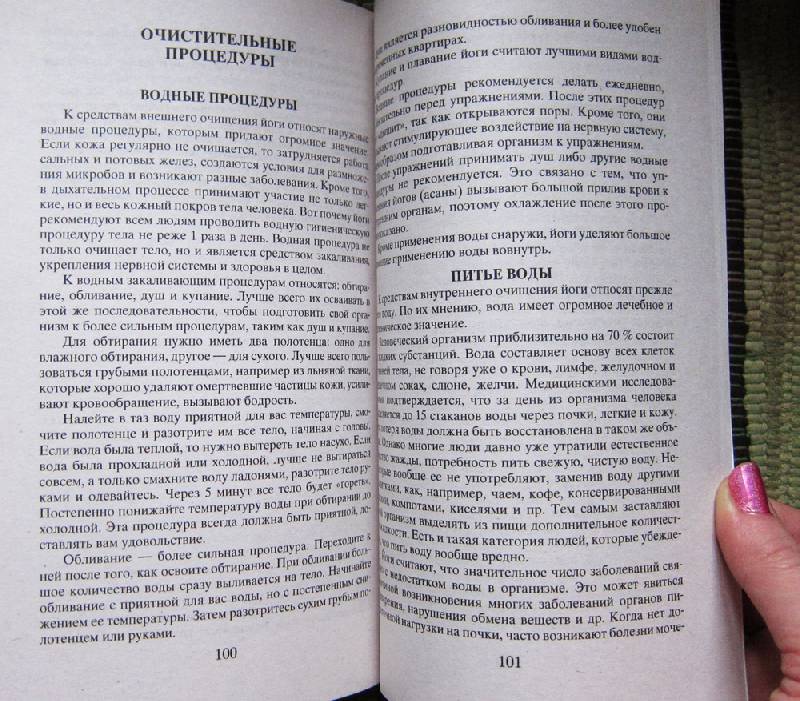 ОЧИСТИТЕЛЬНЫЕ
ПРОЦЕДУРЫ
ВОДНЫЕ ПРОЦЕДУРЫ
К средствам внешнего очищения йоги относят наружные
водные процедуры, которым придают огромное значение.
Если кожа регулярно не очищается, то затрудняется работа
сальных и потовых желез, создаются условия для размноже-
ния микробов и возникают разные заболевания. Кроме того,
в дыхательном процессе принимают участие не только лег-
кие, но и весь кожный покров тела человека. Вот почему йоги
рекомендуют всем людям проводить водную гигиеническую
процедуру тела не реже 1 раза в день. Водная процедура не
только очищает тело, но и является средством закаливания,
укрепления нервной системы и здоровья в целом.
К водным закаливающим процедурам относятся: обтира-
ние, обливание, душ и купание. Лучше всего их осваивать в
этой же последовательности, чтобы подготовить свой орга-
низм к более сильным процедурам, таким как душ и купание.
Для обтирания нужно иметь два полотенца: одно для
влажного обтирания, другое — для сухого. Лучше всего поль-
зоваться грубыми полотенцами, например из льняной ткани,
которые хорошо удаляют омертвевшие частицы кожи, усили-
вают кровообращение, вызывают бодрость.
Налейте в таз воду приятной для вас температуры, смо-
чите полотенце и разотрите им все тело, начиная с головы.
Если вода была теплой, то нужно вытереть тело насухо. Если
вода была прохладной или холодной, лучше не вытираться
совсем, а только смахните воду ладонями, разотрите тело ру-
ками и одевайтесь. Через 5 минут все тело будет «гореть».
Постепенно понижайте температуру воды при обтирании до
холодной. Эта процедура всегда должна быть приятной, до-
ставлять вам удовольствие.
Обливание — более сильная процедура. Переходите к
ней после того, как освоите обтирание. При обливании боль-
шое количество воды сразу выливается на тело. Начинайте
обливание с приятной для вас воды, но с постепенным сни-
жением ее температуры. Затем разотритесь сухим грубым по-
лотенцем или руками.
100
является разновидностью обливания и более удобен
квартирах.
и плавание йоги считают лучшими видами вод-
процедуры рекомендуется делать ежедневно,
перед упражнениями. После этих процедур
так как открываются поры. Кроме того, они
стимулирующее воздействие на нервную систему,
образом подготавливая организм к упражнениям.
После упражнений принимать душ либо другие водные
не рекомендуется. Это связано с тем, что уп-
йогов (асаны) вызывают большой прилив крови к
органам, поэтому охлаждение после этого про-
Кроме применения воды снаружи, йоги уделяют большое
применению воды вовнутрь.
ПИТЬЕ ВОДЫ
средствам внутреннего очищения йоги относят прежде
воду. По их мнению, вода имеет огромное лечебное и
значение.
Человеческий организм приблизительно на 70 % состоит
субстанций. Вода составляет основу всех клеток
тела, не говоря уже о крови, лимфе, желудочном и
соках, слюне, желчи. Медицинскими исследова-
подтверждается, что за день из организма человека
до 15 стаканов воды через почки, легкие и кожу.
потеря воды должна быть восстановлена в таком же объ-
Однако многие люди давно уже утратили естественное
жажды, потребность пить свежую, чистую воду. Не-
вообще ее не употребляют, заменив воду другими
как, например, чаем, кофе, консервированными
компотами, киселями и пр. Тем самым заставляют
организм выделять из пищи дополнительное количест-
Есть и такая категория людей, которые убежде-
пить воду вообще вредно.
Йоги считают, что значительное число заболеваний свя-
с недостатком воды в организме. Это может явиться
возникновения многих заболеваний органов пи-
нарушения обмена веществ и др. Когда нет до-
нагрузки на почки, часто возникают болезни моче-
101